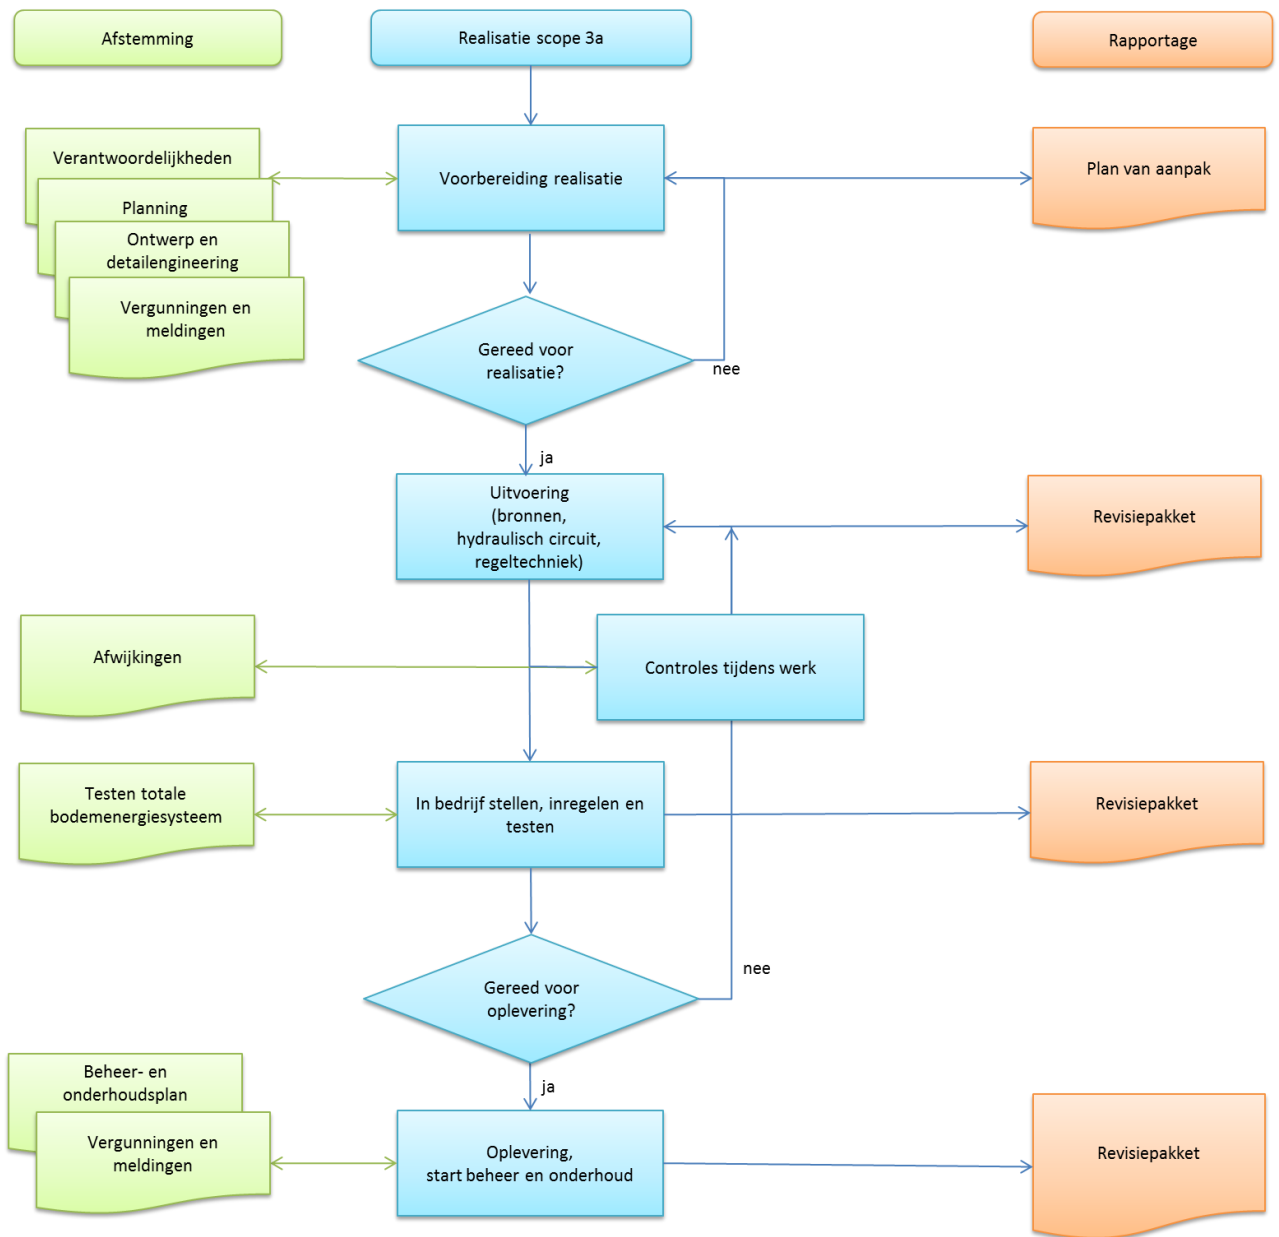 Afstemming
Realisatie scope 3a
Rapportage
Verantwoordelijkheden
Planning
Ontwerp en
detailengineering
Vergunningen en
meldingen
Voorbereiding realisatie
Plan van aanpak
Gereed voor
realisatie?
nee
ja
Uitvoering
(bronnen,
hydraulisch circuit,
regeltechniek)
Revisiepakket
Afwijkingen
Controles tijdens werk
Testen totale
bodemenergiesysteem
In bedrijf stellen, inregelen en
testen
Revisiepakket
Gereed voor
oplevering?
nee
ja
Beheer- en
onderhoudsplan
Vergunningen en
meldingen
Oplevering,
start beheer en onderhoud
Revisiepakket